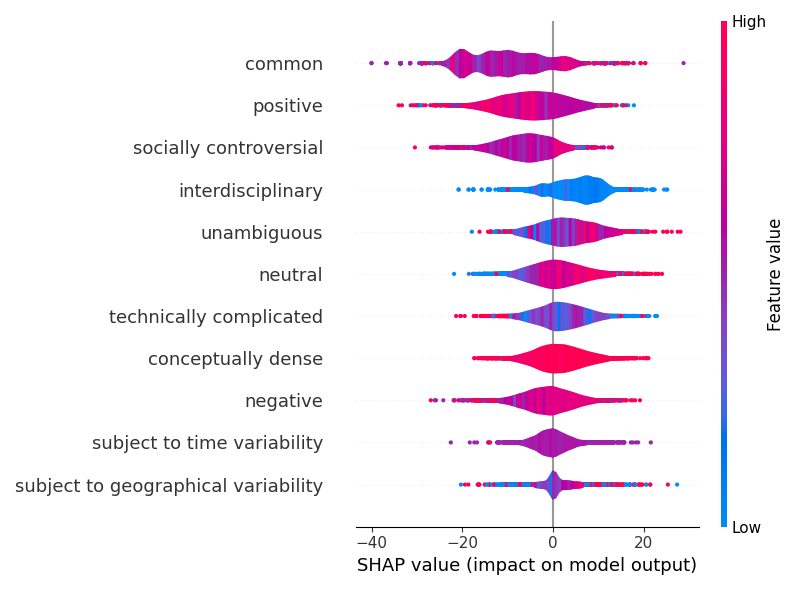 High
common
positive
socially controversial
interdisciplinary
unambiguous
neutral
technically complicated
conceptually dense
negative
subject to time variability
subject to geographical variability
Feature value
Low
−40 −20 0 20
SHAP value (impact on model output)